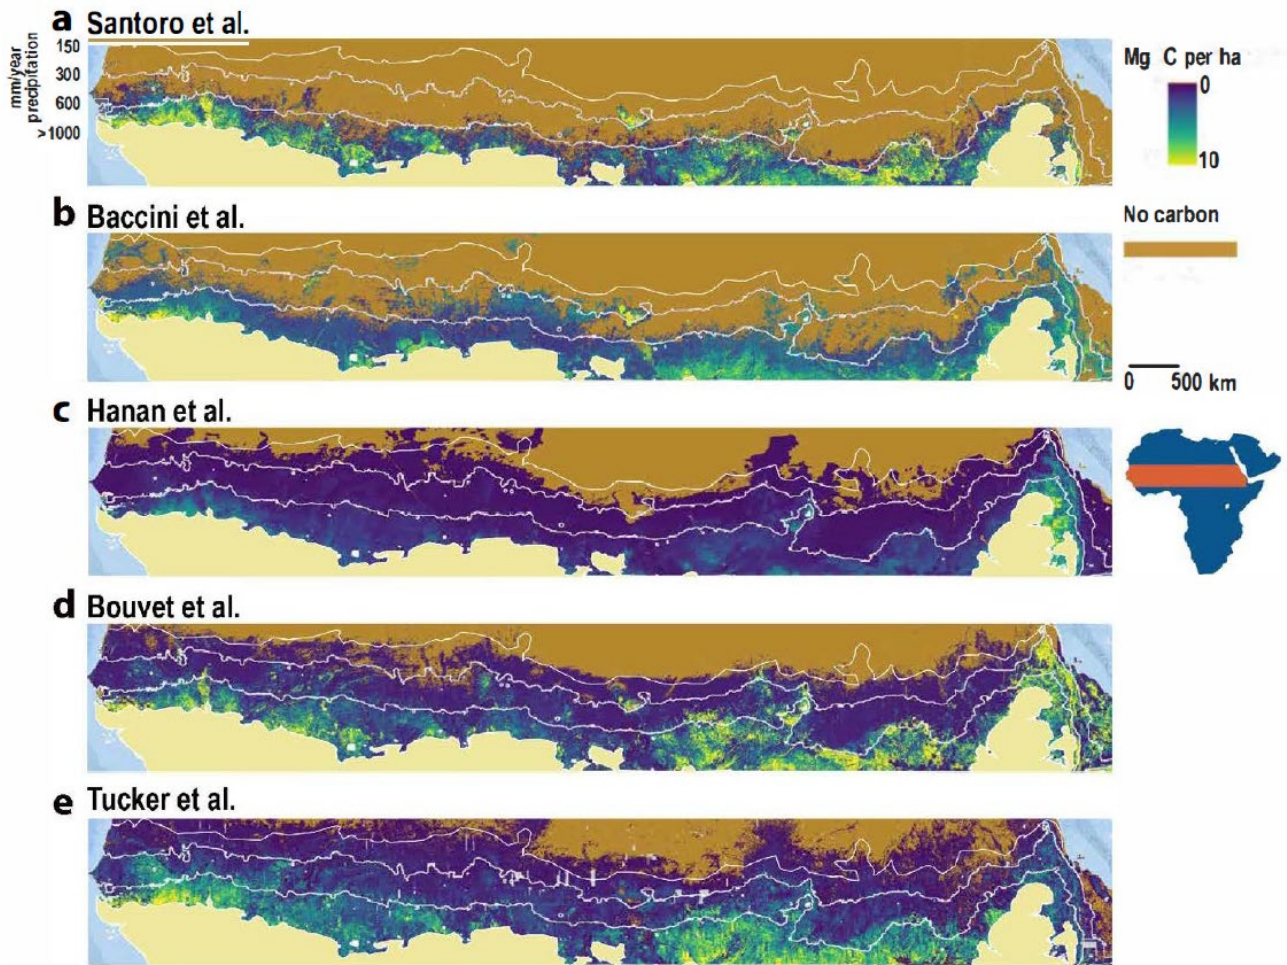 a Santoro et al.
mm/year
precpitation
150
300
600
>1000
Mg C per ha
0
10
b Baccini et al.
No carbon
0 500 km
c Hanan et al.
d Bouvet et al.
e Tucker et al.